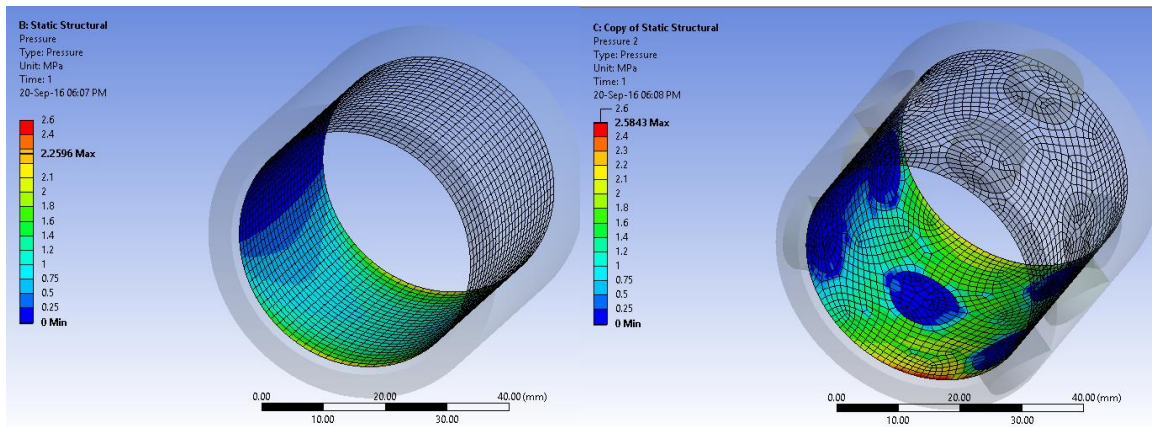 B: Static Structural
Pressure
Type: Pressure
Unit: MPa
Time: 1
20-Sep-16 06:07 PM
2.6
2.4
2.2596 Max
2.1
2
1.8
1.6
1.4
1.2
1
0.75
0.5
0.25
0 Min
0.00 20.00 40.00 (mm)
10.00 30.00
C: Copy of Static Structural
Pressure 2
Type: Pressure
Unit: MPa
Time: 1
20-Sep-16 06:08 PM
2.6
2.5843 Max
2.4
2.3
2.2
2
1.8
1.6
1.4
1.2
1
0.75
0.5
0.25
0 Min
0.00 20.00 40.00 (mm)
10.00 30.00